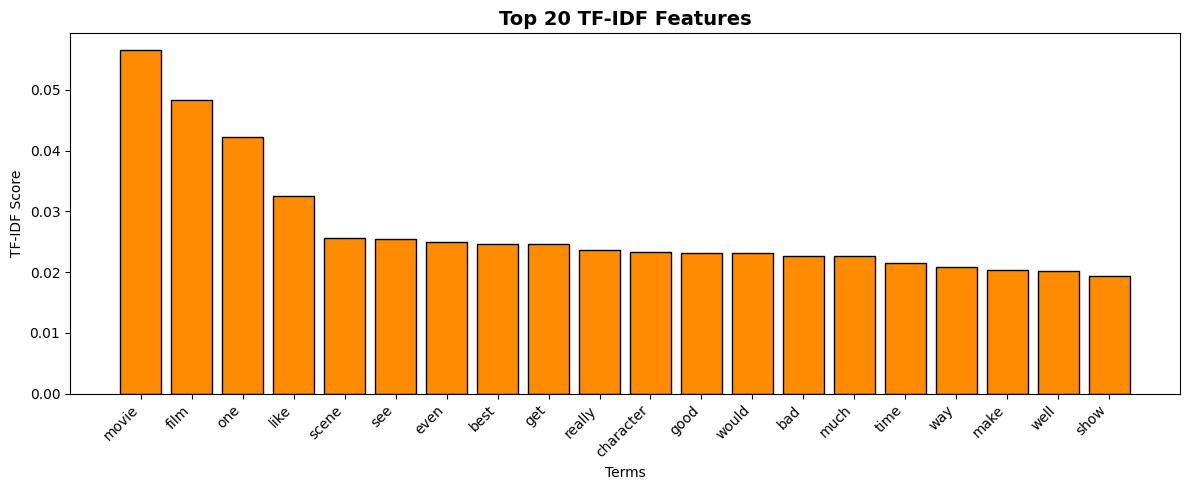 Top 20 TF-IDF Features
TF-IDF Score
0.05
0.04
0.03
0.02
0.01
0.00
movie
film
one
like
scene
see
even
best
get
really
character
good
would
bad
much
time
way
make
well
show
Terms